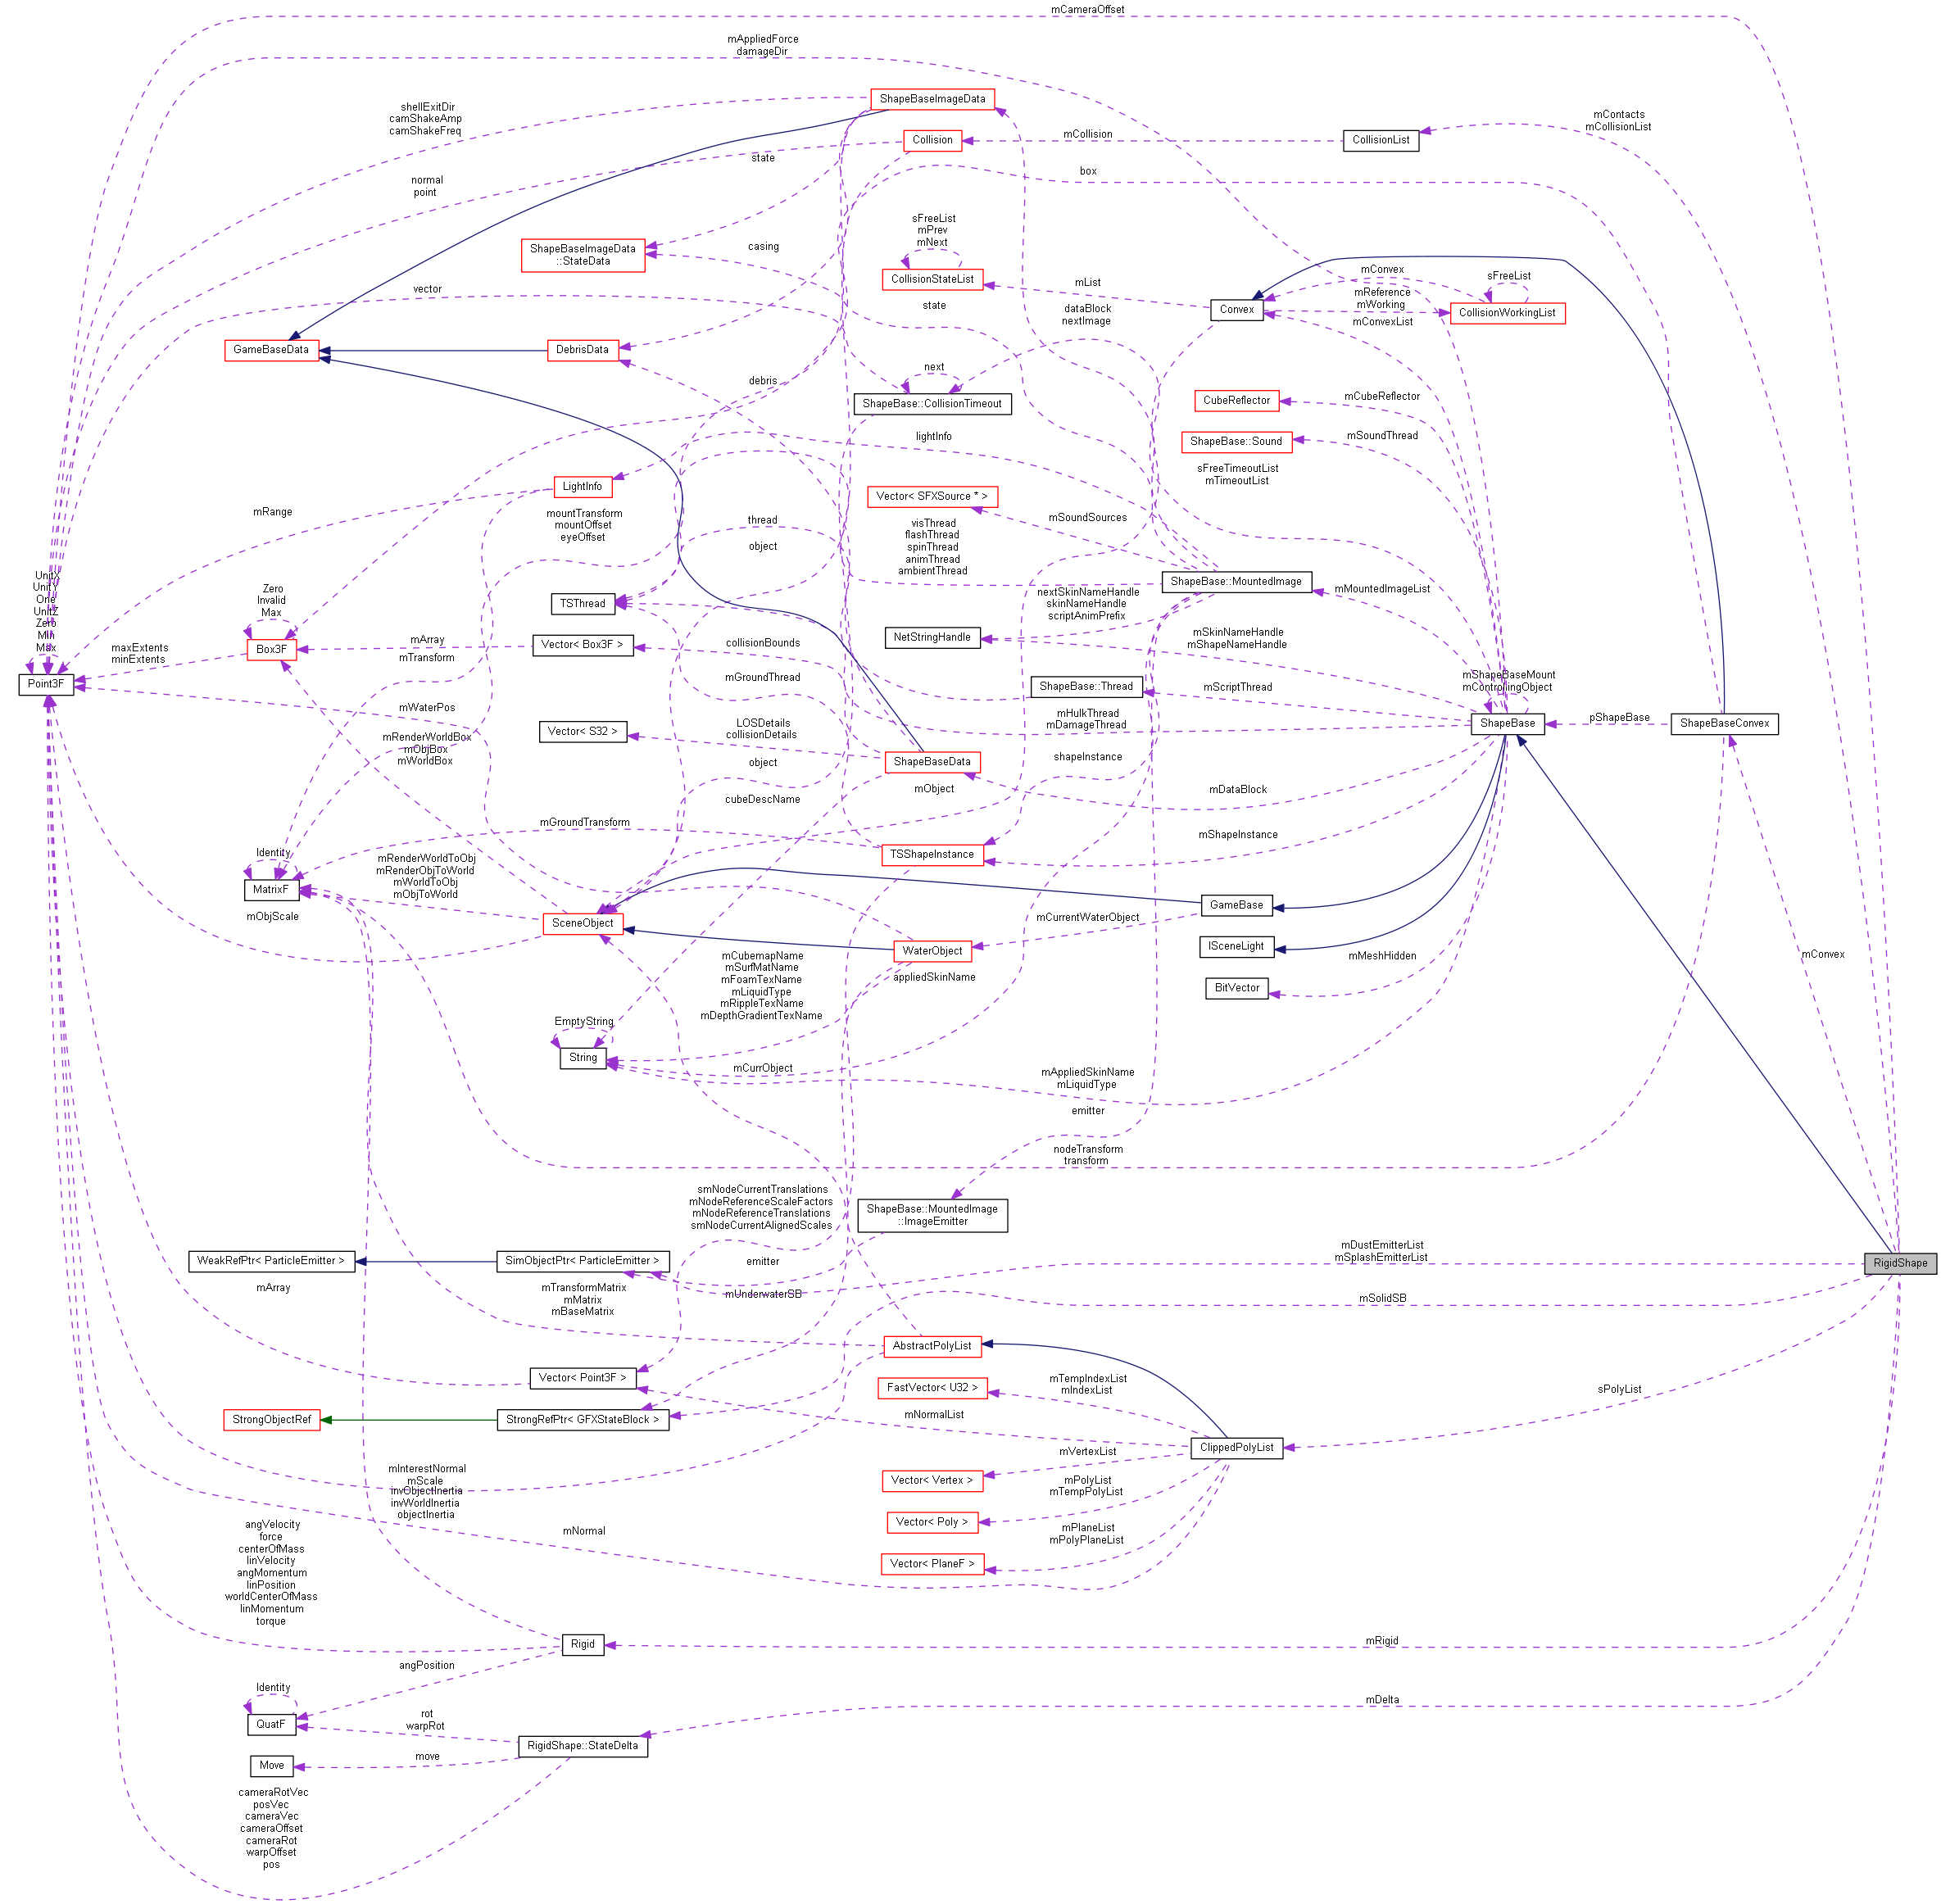 mCameraOffset
mAppliedForce
damageDir
ShapeBaseImageData
shellExitDir
camShakeAmp
camShakeFreq
mContacts
mCollisionList
Collision
mCollision
CollisionList
state
box
normal
point
sFreeList
mPrev
mNext
ShapeBaseImageData
::StateData
casing
mConvex
sFreeList
CollisionStateList
mList
vector
mReference
mWorking
state
dataBlock
nextImage
Convex
CollisionWorkingList
mConvexList
GameBaseData
DebrisData
next
debris
CubeReflector
mCubeReflector
ShapeBase::CollisionTimeout
lightInfo
ShapeBase::Sound
mSoundThread
sFreeTimeoutList
mTimeoutList
LightInfo
Vector< SFXSource * >
mRange
mountTransform
mountOffset
eyeOffset
mSoundSources
thread
visThread
flashThread
spinThread
animThread
ambientThread
object
UnitX
UnitY
One
UnitZ
Zero
Min
Max
Zero
Invalid
Max
ShapeBase::MountedImage
mMountedImageList
TSThread
nextSkinNameHandle
skinNameHandle
scriptAnimPrefix
NetStringHandle
mSkinNameHandle
mShapeNameHandle
maxExtents
minExtents
Box3F
mArray
Vector< Box3F >
collisionBounds
mTransform
Point3F
mGroundThread
ShapeBase::Thread
mScriptThread
mShapeBaseMount
mControllingObject
mWaterPos
mHulkThread
mDamageThread
ShapeBase
pShapeBase
ShapeBaseConvex
Vector< S32 >
LOSDetails
collisionDetails
mRenderWorldBox
mObjBox
mWorldBox
object
ShapeBaseData
shapeInstance
mObject
mDataBlock
cubeDescName
mGroundTransform
mShapeInstance
Identity
TSShapeInstance
mRenderWorldToObj
mRenderObjToWorld
mWorldToObj
mObjToWorld
MatrixF
mObjScale
SceneObject
GameBase
mCurrentWaterObject
WaterObject
ISceneLight
mCubemapName
mSurfMatName
mFoamTexName
mLiquidType
mRippleTexName
mDepthGradientTexName
appliedSkinName
mMeshHidden
mConvex
BitVector
EmptyString
String
mCurrObject
mAppliedSkinName
mLiquidType
emitter
nodeTransform
transform
smNodeCurrentTranslations
mNodeReferenceScaleFactors
mNodeReferenceTranslations
smNodeCurrentAlignedScales
ShapeBase::MountedImage
::ImageEmitter
WeakRefPtr< ParticleEmitter >
SimObjectPtr< ParticleEmitter >
emitter
mDustEmitterList
mSplashEmitterList
RigidShape
mArray
mTransformMatrix
mMatrix
mBaseMatrix
mUnderwaterSB
mSolidSB
AbstractPolyList
Vector< Point3F >
FastVector< U32 >
mTempIndexList
mIndexList
sPolyList
StrongObjectRef
StrongRefPtr< GFXStateBlock >
mNormalList
ClippedPolyList
mVertexList
mInterestNormal
mScale
invObjectInertia
invWorldInertia
objectInertia
Vector< Vertex >
mPolyList
mTempPolyList
Vector< Poly >
mNormal
mPlaneList
mPolyPlaneList
Vector< PlaneF >
angVelocity
force
centerOfMass
linVelocity
angMomentum
linPosition
worldCenterOfMass
linMomentum
torque
Rigid
mRigid
angPosition
Identity
QuatF
rot
warpRot
mDelta
RigidShape::StateDelta
Move
move
cameraRotVec
posVec
cameraVec
cameraOffset
cameraRot
warpOffset
pos